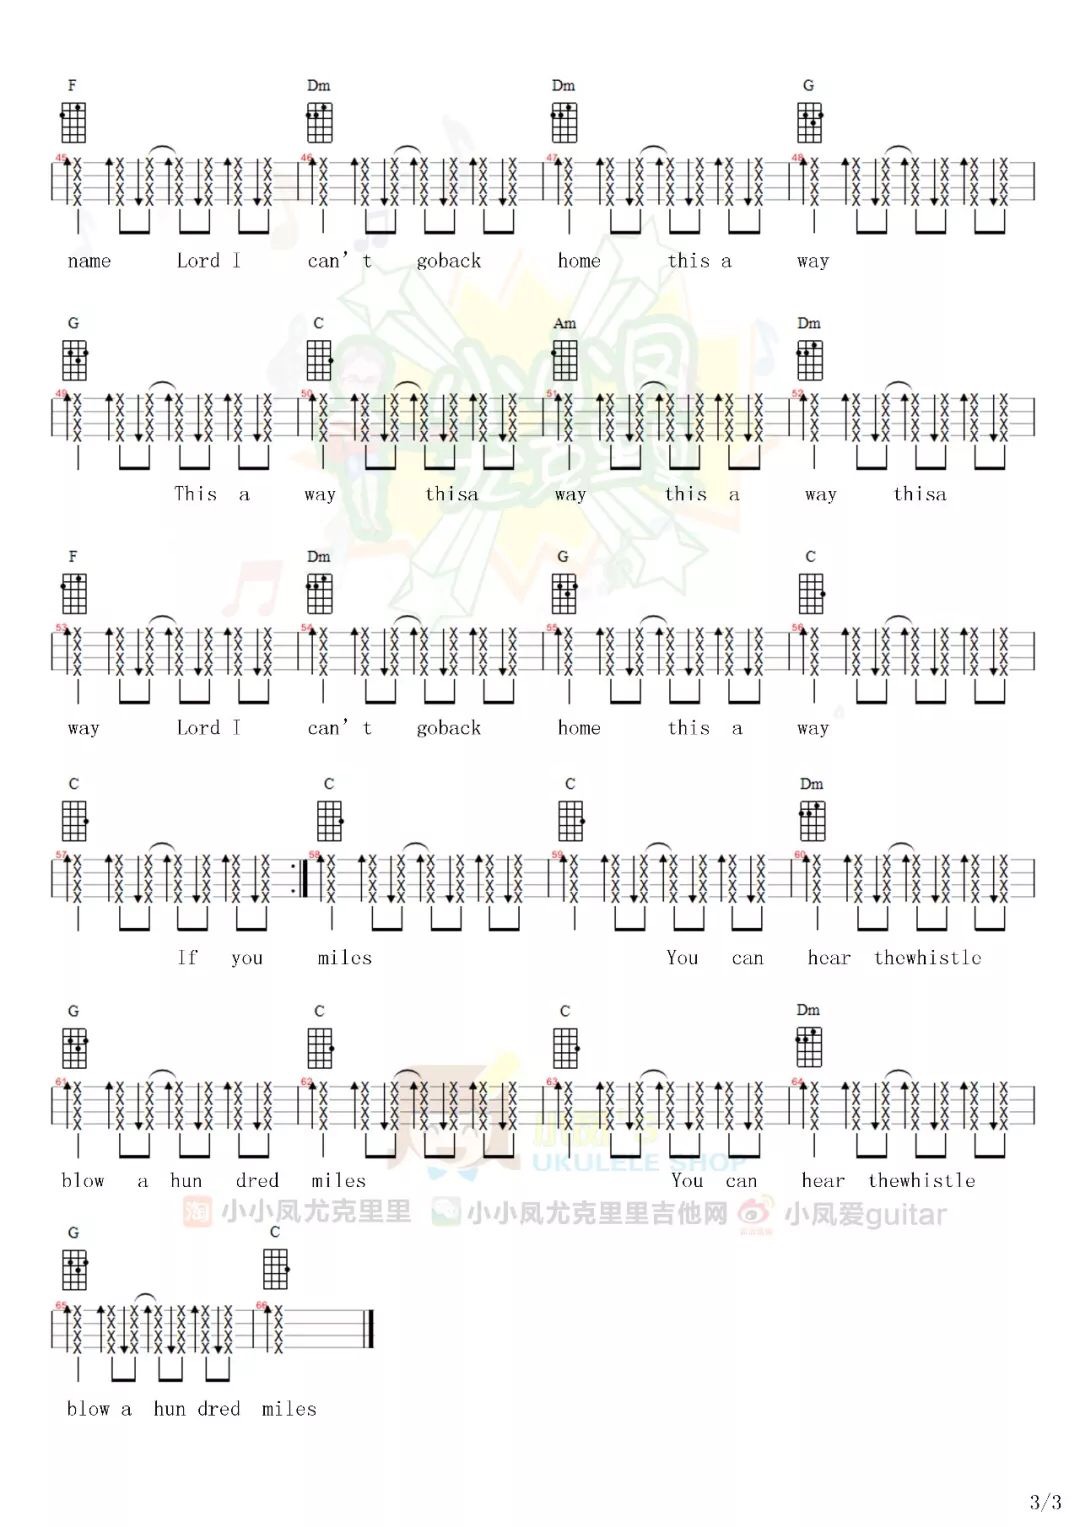 F Dm Dm G
45 46 47 48
name Lord I can't goback home this a way
G C Am Dm
49 50 51 52
This a way thisa way this a way thisa
F Dm G C
53 54 55 56
way Lord I can't goback home this a way
C C C Dm
57 58 59 60
If you miles You can hear thewhistle
G C C Dm
61 62 63 64
blow a hun dred miles You can hear thewhistle
UKULELE SHOP
淘 小小凤尤克里里 小小凤尤克里里吉他网 小凤爱guitar
G C
65 66
blow a hun dred miles
3/3